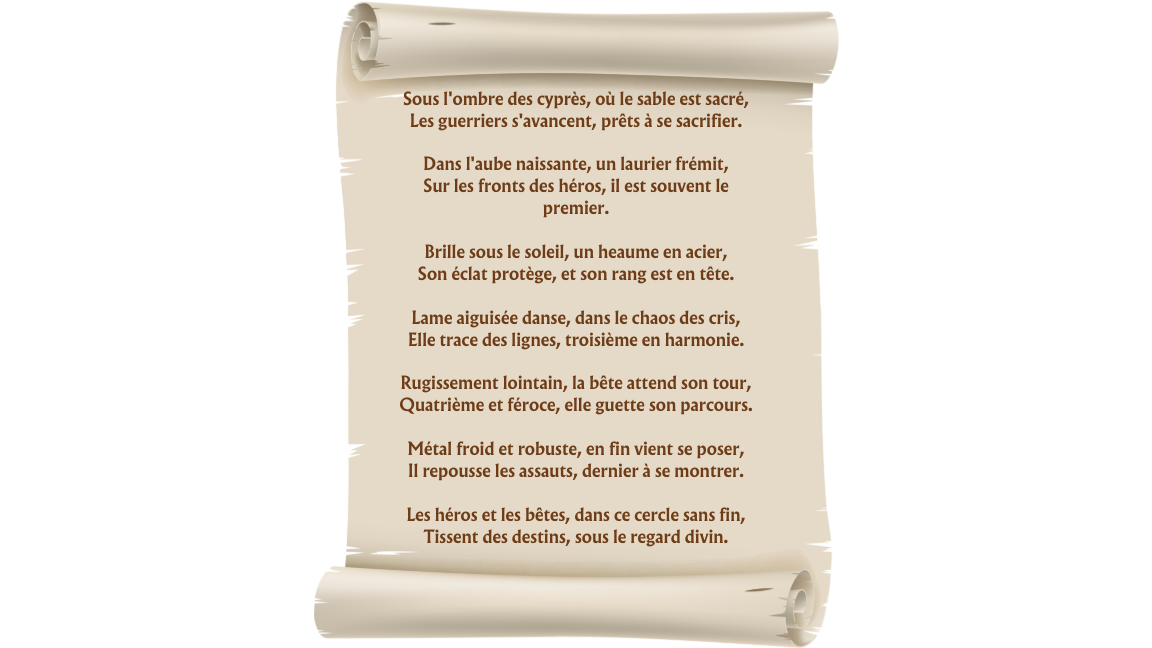 Sous l'ombre des cyprès, où le sable est sacré,
Les guerriers s'avancent, prêts à se sacrifier.
Dans l'aube naissante, un laurier frémit,
Sur les fronts des héros, il est souvent le
premier.
Brille sous le soleil, un heaume en acier,
Son éclat protège, et son rang est en tête.
Lame aiguisée danse, dans le chaos des cris,
Elle trace des lignes, troisième en harmonie.
Rugissement lointain, la bête attend son tour,
Quatrième et féroce, elle guette son parcours.
Métal froid et robuste, en fin vient se poser,
Il repousse les assauts, dernier à se montrer.
Les héros et les bêtes, dans ce cercle sans fin,
Tissent des destins, sous le regard divin.